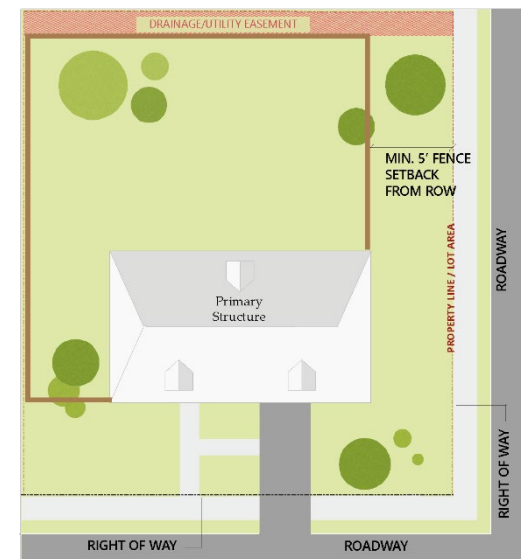 DRAINAGE/UTILITY EASEMENT
MIN. 5' FENCE
SETBACK
FROM ROW
ROADWAY
PROPERTY LINE / LOT AREA
Primary
Structure
RIGHT OF WAY
RIGHT OF WAY
ROADWAY